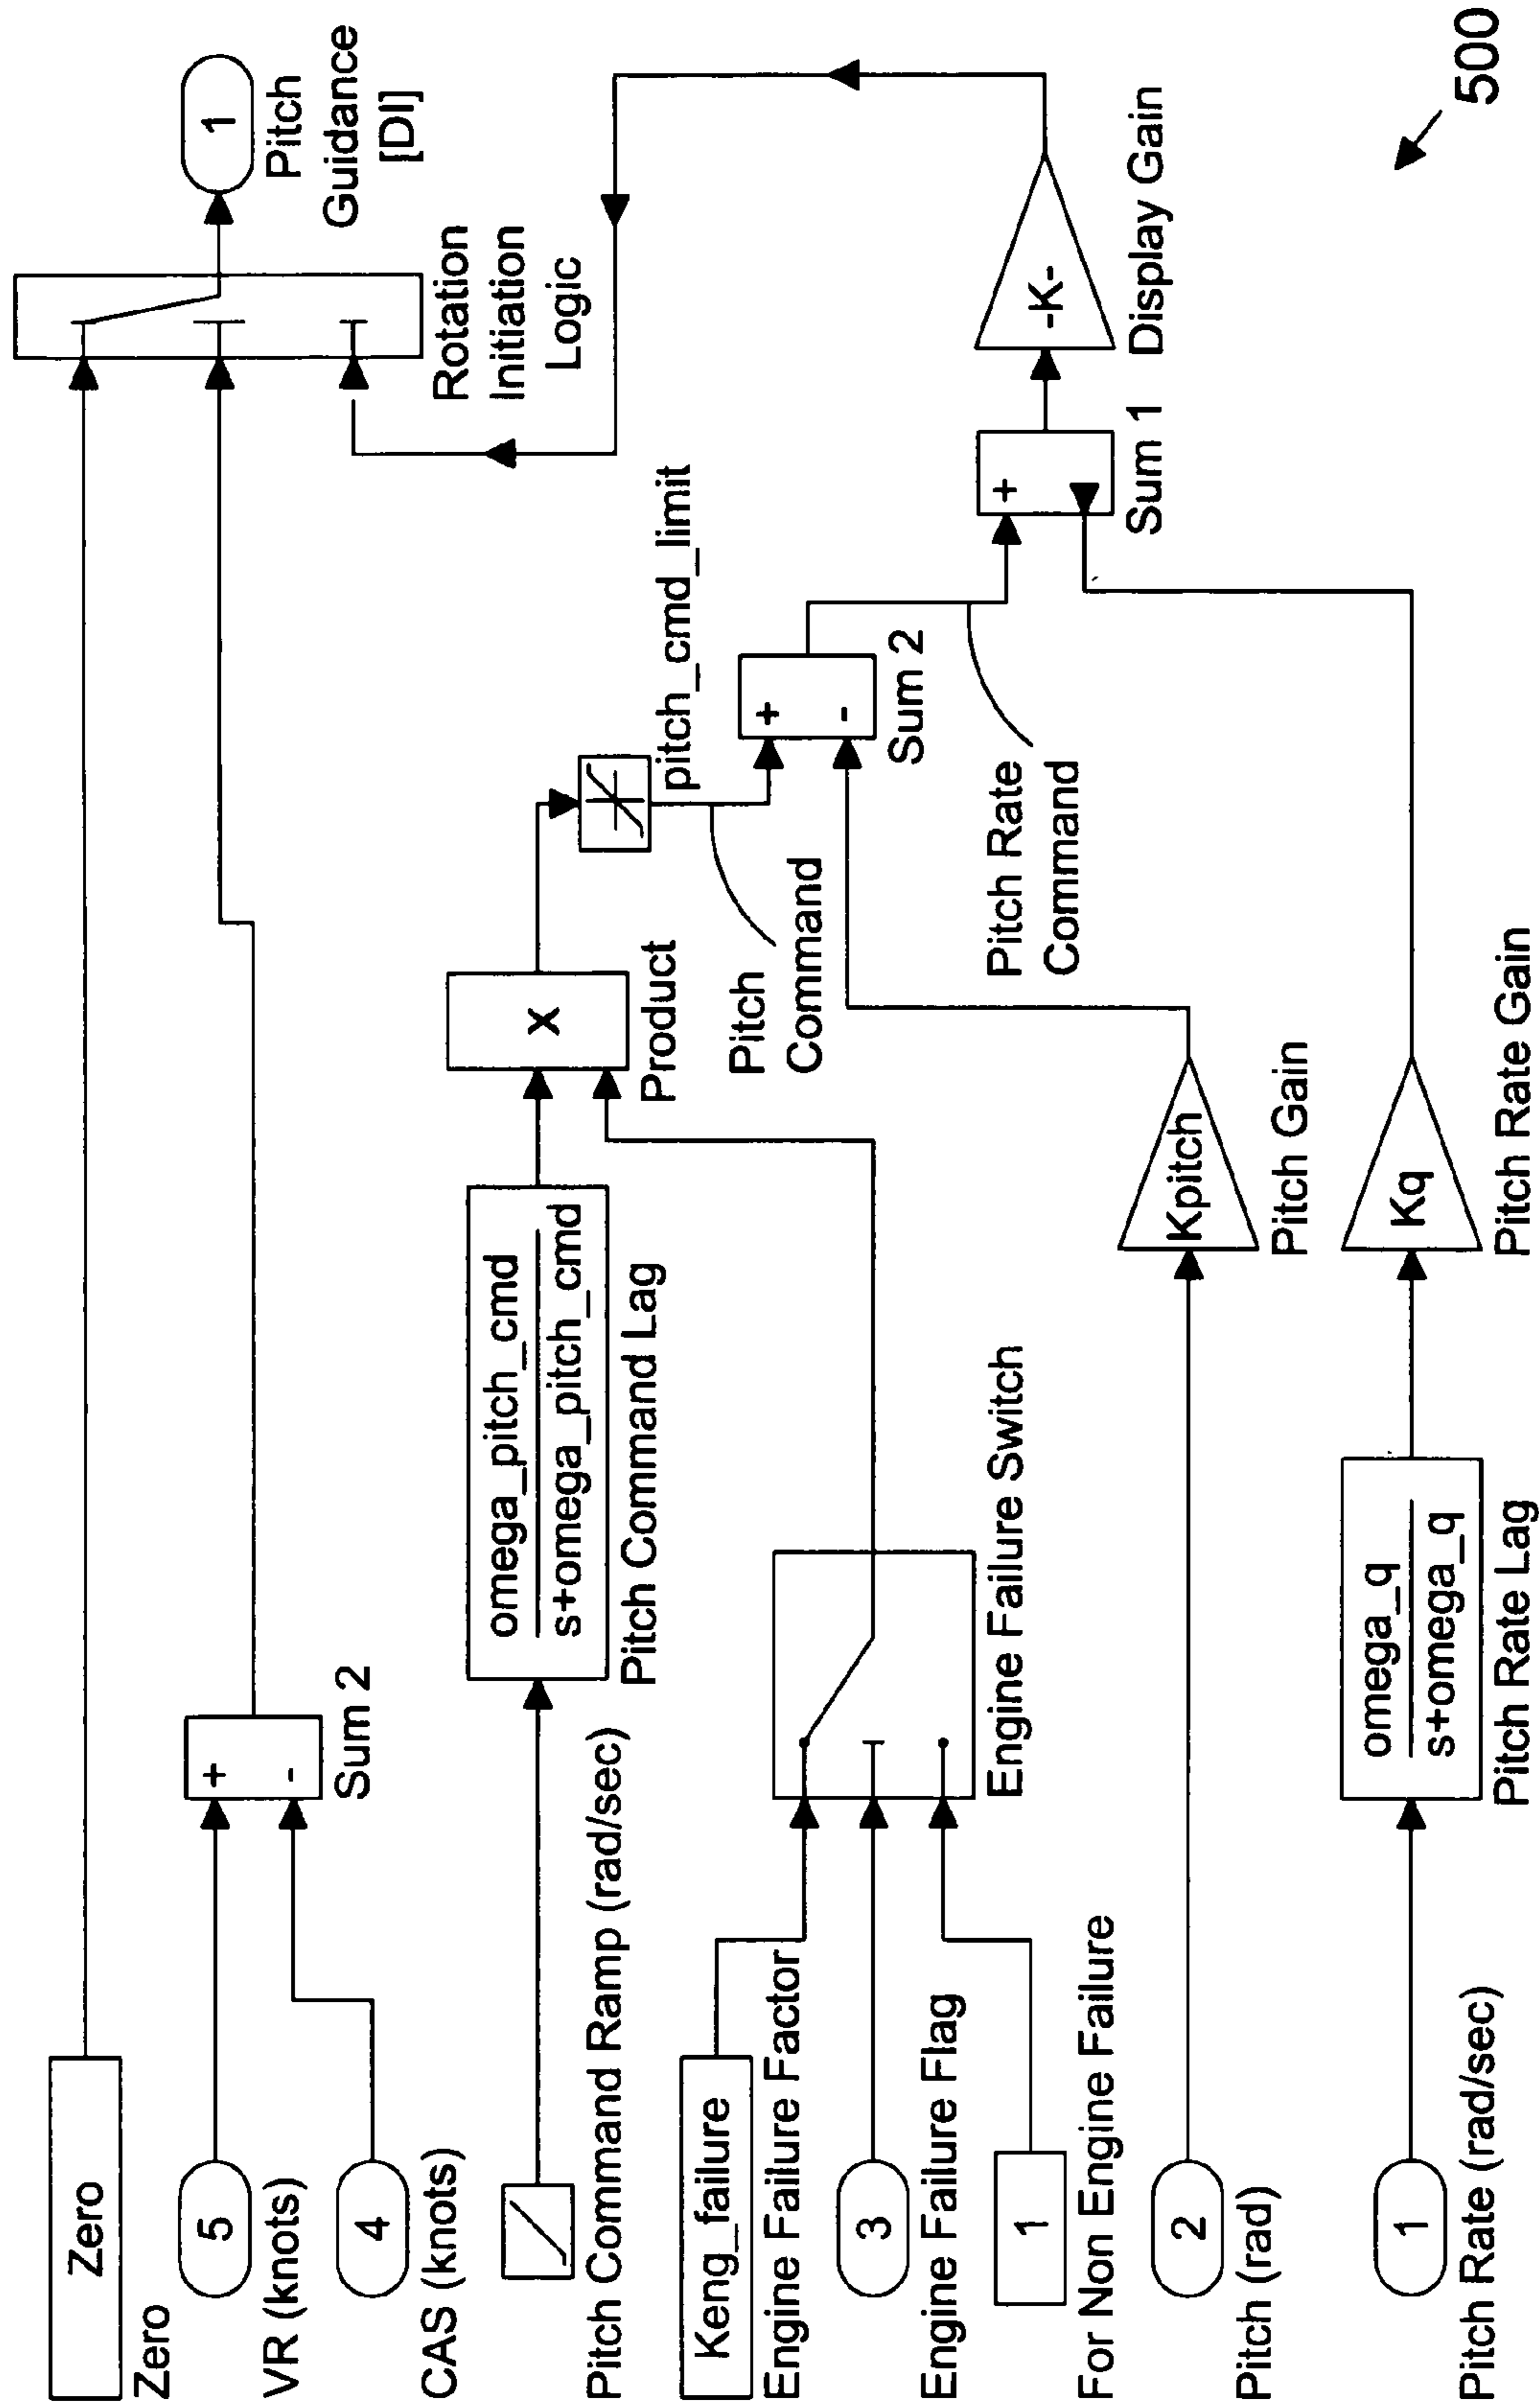 Zero
Zero
5
VR (knots)
4
CAS (knots)
+
-
Sum 2
Rotation
Initiation
Logic
1
Pitch
Guidance
[DI]
Pitch Command Ramp (rad/sec)
omega_pitch_cmd
s+omega_pitch_cmd
Pitch Command Lag
X
Product
pitch_cmd_limit
Pitch
Command
Keng_failure
Engine Failure Factor
3
Engine Failure Flag
1
For Non Engine Failure
Engine Failure Switch
+
-
Sum 2
Pitch Rate
Command
2
Pitch (rad)
Kpitch
Pitch Gain
+
Sum 1
-K-
Display Gain
1
Pitch Rate (rad/sec)
omega_q
s+omega_q
Pitch Rate Lag
Kq
Pitch Rate Gain
500